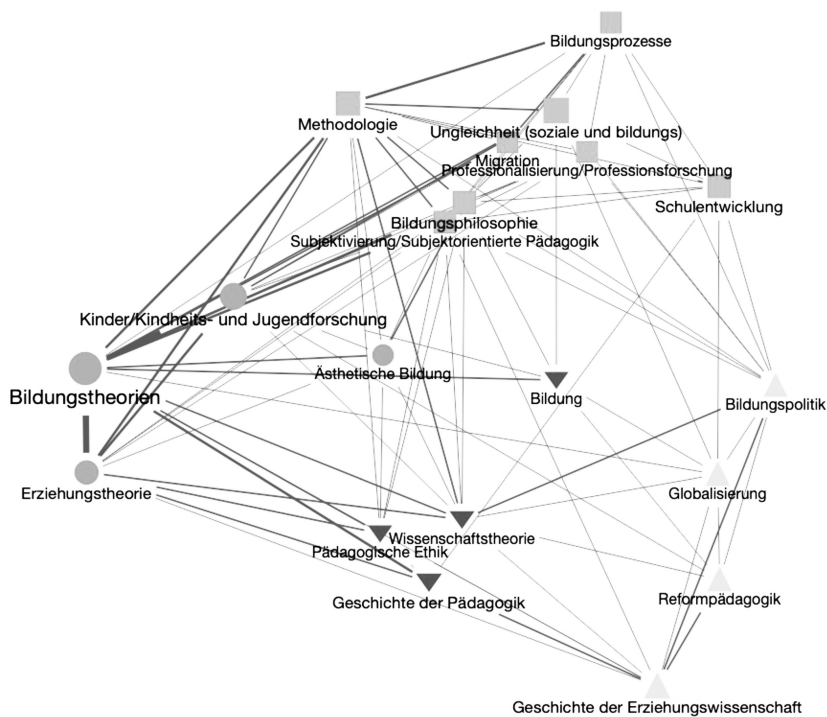 Bildungsprozesse
Methodologie
Ungleichheit (soziale und bildungs)
Migration
Professionalisierung/Professionsforschung
Schulentwicklung
Bildungsphilosophie
Subjektivierung/Subjektorientierte Pädagogik
Kinder/Kindheits- und Jugendforschung
Ästhetische Bildung
Bildungstheorien
Bildung
Bildungspolitik
Erziehungstheorie
Globalisierung
Wissenschaftstheorie
Pädagogische Ethik
Geschichte der Pädagogik
Reformpädagogik
Geschichte der Erziehungswissenschaft